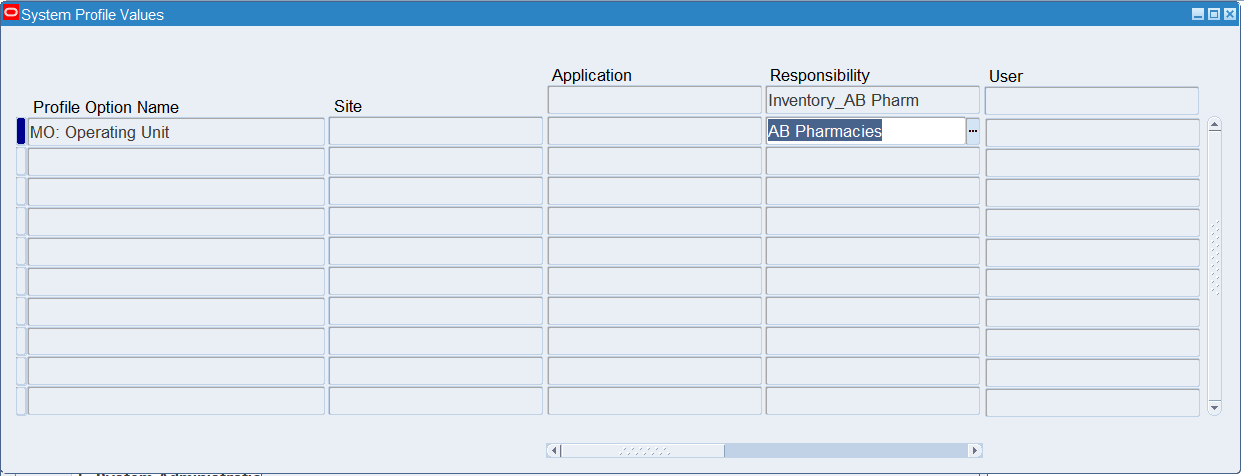 System Profile Values
Application Responsibility User
Profile Option Name Site Inventory_AB Pharm
MO: Operating Unit AB Pharmacies ...